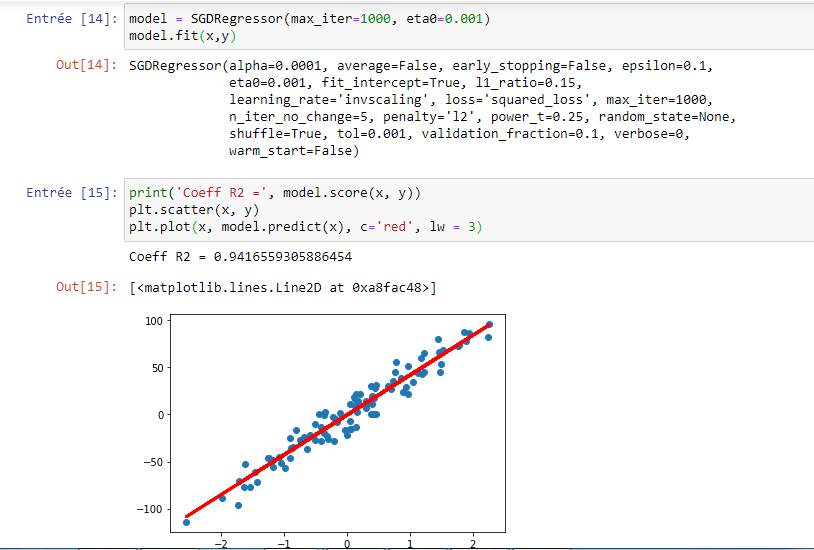 Entrée [14]: model = SGDRegressor(max_iter=1000, eta0=0.001)
model.fit(x,y)
Out[14]: SGDRegressor(alpha=0.0001, average=False, early_stopping=False, epsilon=0.1,
eta0=0.001, fit_intercept=True, l1_ratio=0.15,
learning_rate='invscaling', loss='squared_loss', max_iter=1000,
n_iter_no_change=5, penalty='l2', power_t=0.25, random_state=None,
shuffle=True, tol=0.001, validation_fraction=0.1, verbose=0,
warm_start=False)
Entrée [15]: print('Coeff R2 =', model.score(x, y))
plt.scatter(x, y)
plt.plot(x, model.predict(x), c='red', lw = 3)
Coeff R2 = 0.9416559305886454
Out[15]: [<matplotlib.lines.Line2D at 0xa8fac48>]
100
50
0
−50
−100
−2 −1 0 1 2